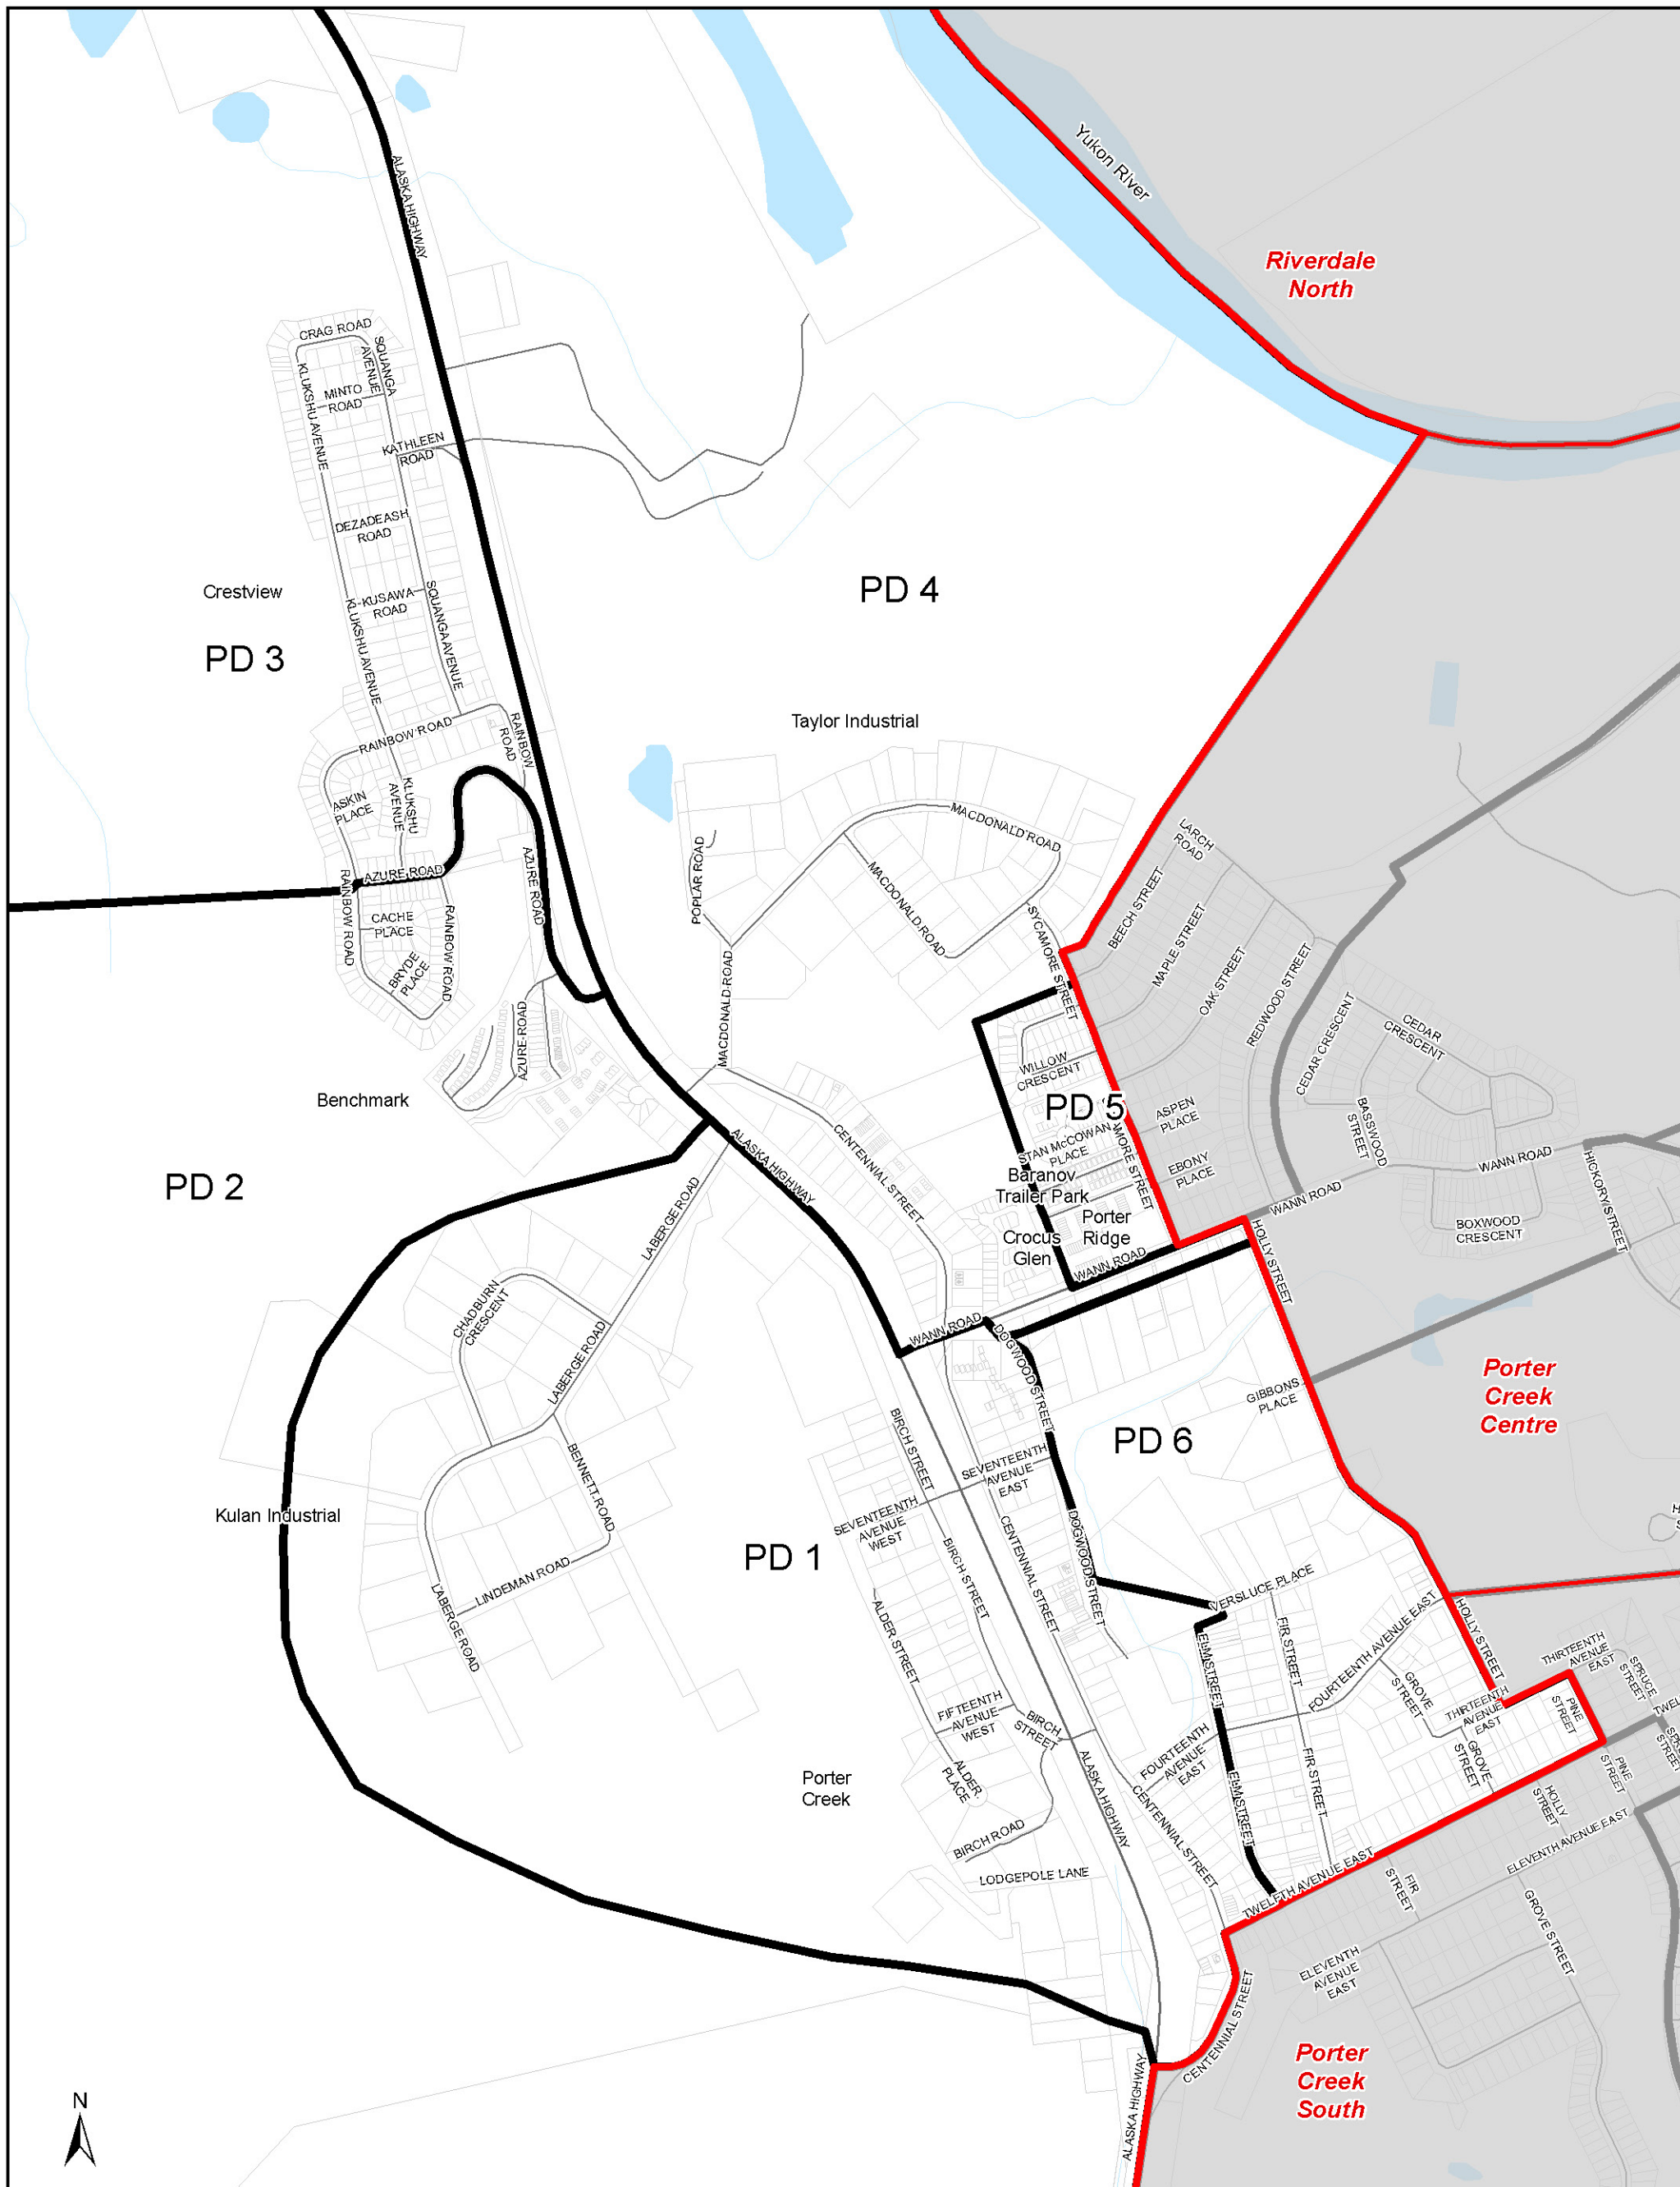 ALASKA HIGHWAY
Yukon River
Riverdale
North
CRAG ROAD
SQUANGA
AVENUE
KLUKSHU AVENUE
MINTO
ROAD
KATHLEEN
ROAD
DEZADEASH
ROAD
Crestview
KUSAWA
ROAD
SQUANGA AVENUE
KLUKSHU AVENUE
PD 4
PD 3
RAINBOW ROAD
RAINBOW
ROAD
Taylor Industrial
ASKIN
PLACE
KLUKSHU
AVENUE
MACDONALD ROAD
LARCH
ROAD
AZURE ROAD
AZURE ROAD
POPLAR ROAD
MACDONALD ROAD
BEECH STREET
RAINBOW ROAD
CACHE
PLACE
RAINBOW ROAD
BRYDE
PLACE
SYCAMORE STREET
MAPLE STREET
OAK STREET
REDWOOD STREET
MACDONALD ROAD
AZURE ROAD
CEDAR CRESCENT
CEDAR
CRESCENT
WILLOW
CRESCENT
Benchmark
PD 5
CENTENNIAL STREET
ALASKA HIGHWAY
ASPEN
PLACE
BASSWOOD
STREET
STAN McCOWAN
PLACE
SYCAMORE STREET
EBONY
PLACE
WANN ROAD
HICKORY STREET
PD 2
Baranov
Trailer Park
LABERGE ROAD
WANN ROAD
Porter
Ridge
Crocus
Glen
BOXWOOD
CRESCENT
WANN ROAD
HOLLY STREET
CHADBURN
CRESCENT
WANN ROAD
DOGWOOD STREET
LABERGE ROAD
GIBBONS
PLACE
Porter
Creek
Centre
BIRCH STREET
PD 6
BENNETT ROAD
SEVENTEENTH
AVENUE
EAST
Kulan Industrial
SEVENTEENTH
AVENUE
WEST
CENTENNIAL STREET
DOGWOOD STREET
PD 1
BIRCH STREET
LINDEMAN ROAD
LABERGE ROAD
VERSLUCE PLACE
ALDER STREET
ELM STREET
FIR STREET
FOURTEENTH AVENUE EAST
HOLLY STREET
THIRTEENTH
AVENUE
EAST
SPRUCE
STREET
GROVE
STREET
THIRTEENTH
AVENUE
EAST
PINE
STREET
FIFTEENTH
AVENUE
WEST
BIRCH
STREET
FOURTEENTH
AVENUE
EAST
ALDER
PLACE
ALASKA HIGHWAY
CENTENNIAL STREET
ELM STREET
FIR STREET
GROVE
STREET
HOLLY
STREET
PINE
STREET
Porter
Creek
BIRCH ROAD
LODGEPOLE LANE
TWELFTH AVENUE EAST
ELEVENTH AVENUE EAST
FIR
STREET
GROVE STREET
ELEVENTH
AVENUE
EAST
CENTENNIAL STREET
ALASKA HIGHWAY
Porter
Creek
South
N